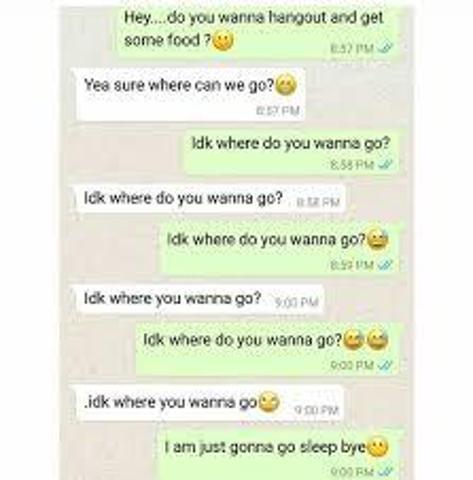 Hey....do you wanna hangout and get
some food ?🙂
8:57 PM
Yea sure where can we go?😁
8:57 PM
Idk where do you wanna go?
8:58 PM
Idk where do you wanna go? 8:58 PM
Idk where do you wanna go?😅
8:59 PM
Idk where you wanna go? 9:00 PM
Idk where do you wanna go?😅😅
9:00 PM
.idk where you wanna go🙄 9:00 PM
I am just gonna go sleep bye🙂
9:00 PM